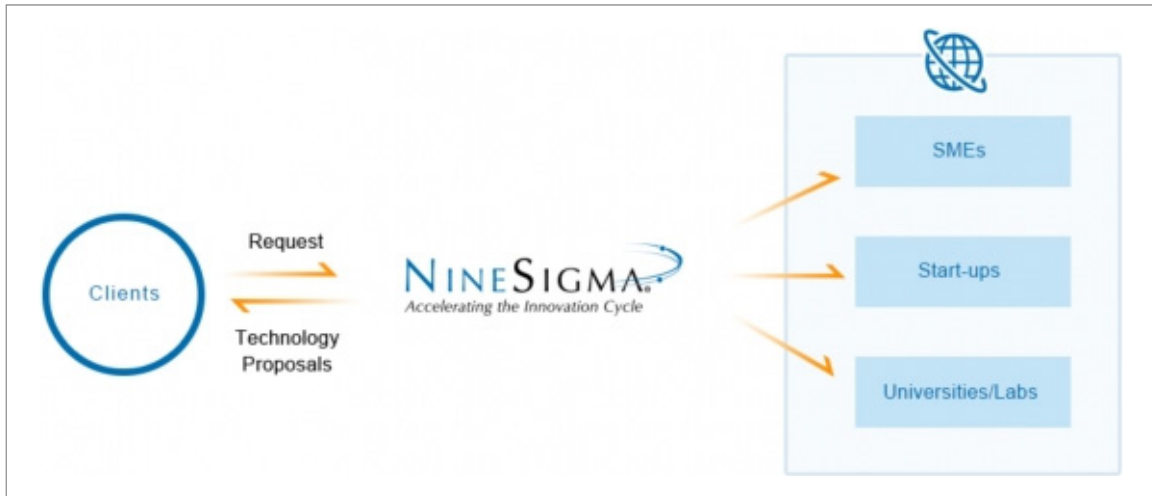 SMEs
Request
Clients
NINESIGMA®
Accelerating the Innovation Cycle
Start-ups
Technology
Proposals
Universities/Labs